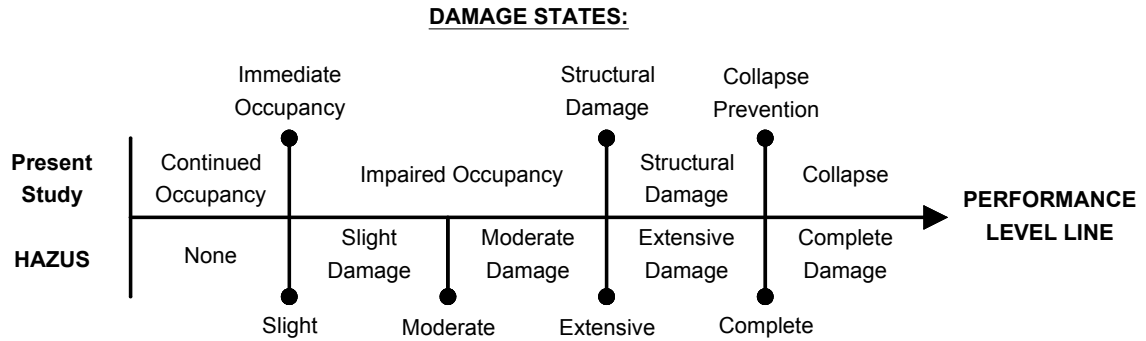 DAMAGE STATES:
Immediate
Occupancy
Structural
Damage
Collapse
Prevention
Present
Study
Continued
Occupancy
Impaired Occupancy
Structural
Damage
Collapse
PERFORMANCE
LEVEL LINE
HAZUS
None
Slight
Damage
Moderate
Damage
Extensive
Damage
Complete
Damage
Slight
Moderate
Extensive
Complete